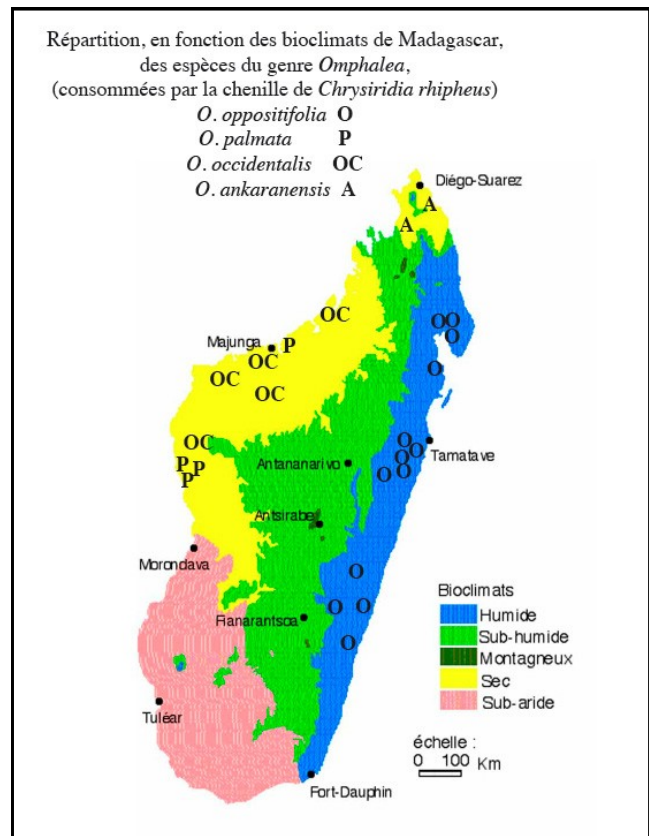 Répartition, en fonction des bioclimats de Madagascar,
des espèces du genre Omphalea,
(consommées par la chenille de Chrysiridia rhipheus)
O. oppositifolia O
O. palmata P
O. occidentalis OC
O. ankaranensis A
Diégo-Suarez
A
A
OC
O O
Majunga
P
O
OC
O
OC
OC
OC
O
Tamatave
P P
O
O
Antananarivo
P
O O
Antsirabe
Morondava
O
Bioclimats
O O
Humide
Fianarantsoa
Sub-humide
O
Montagneux
Sec
Sub-aride
Tuléar
échelle :
0 100 Km
Fort-Dauphin